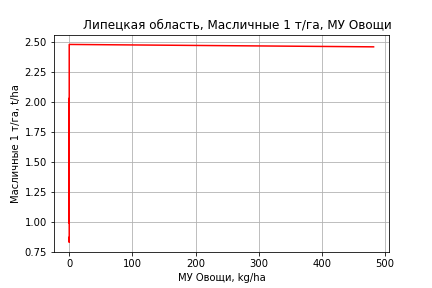 Липецкая область, Масличные 1 т/га, МУ Овощи
2.50
2.25
2.00
1.75
1.50
1.25
1.00
0.75
Масличные 1 т/га, t/ha
0 100 200 300 400 500
МУ Овощи, kg/ha